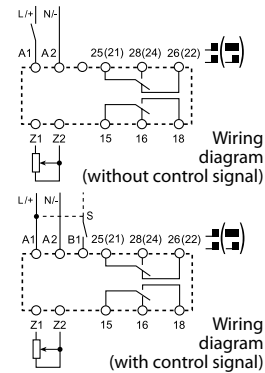 L/+ N/-
A1 A2 25(21) 28(24) 26(22)
Z1 Z2 15 16 18
Wiring
diagram
(without control signal)
L/+ N/- S
A1 A2 B1 25(21) 28(24) 26(22)
Z1 Z2 15 16 18
Wiring
diagram
(with control signal)